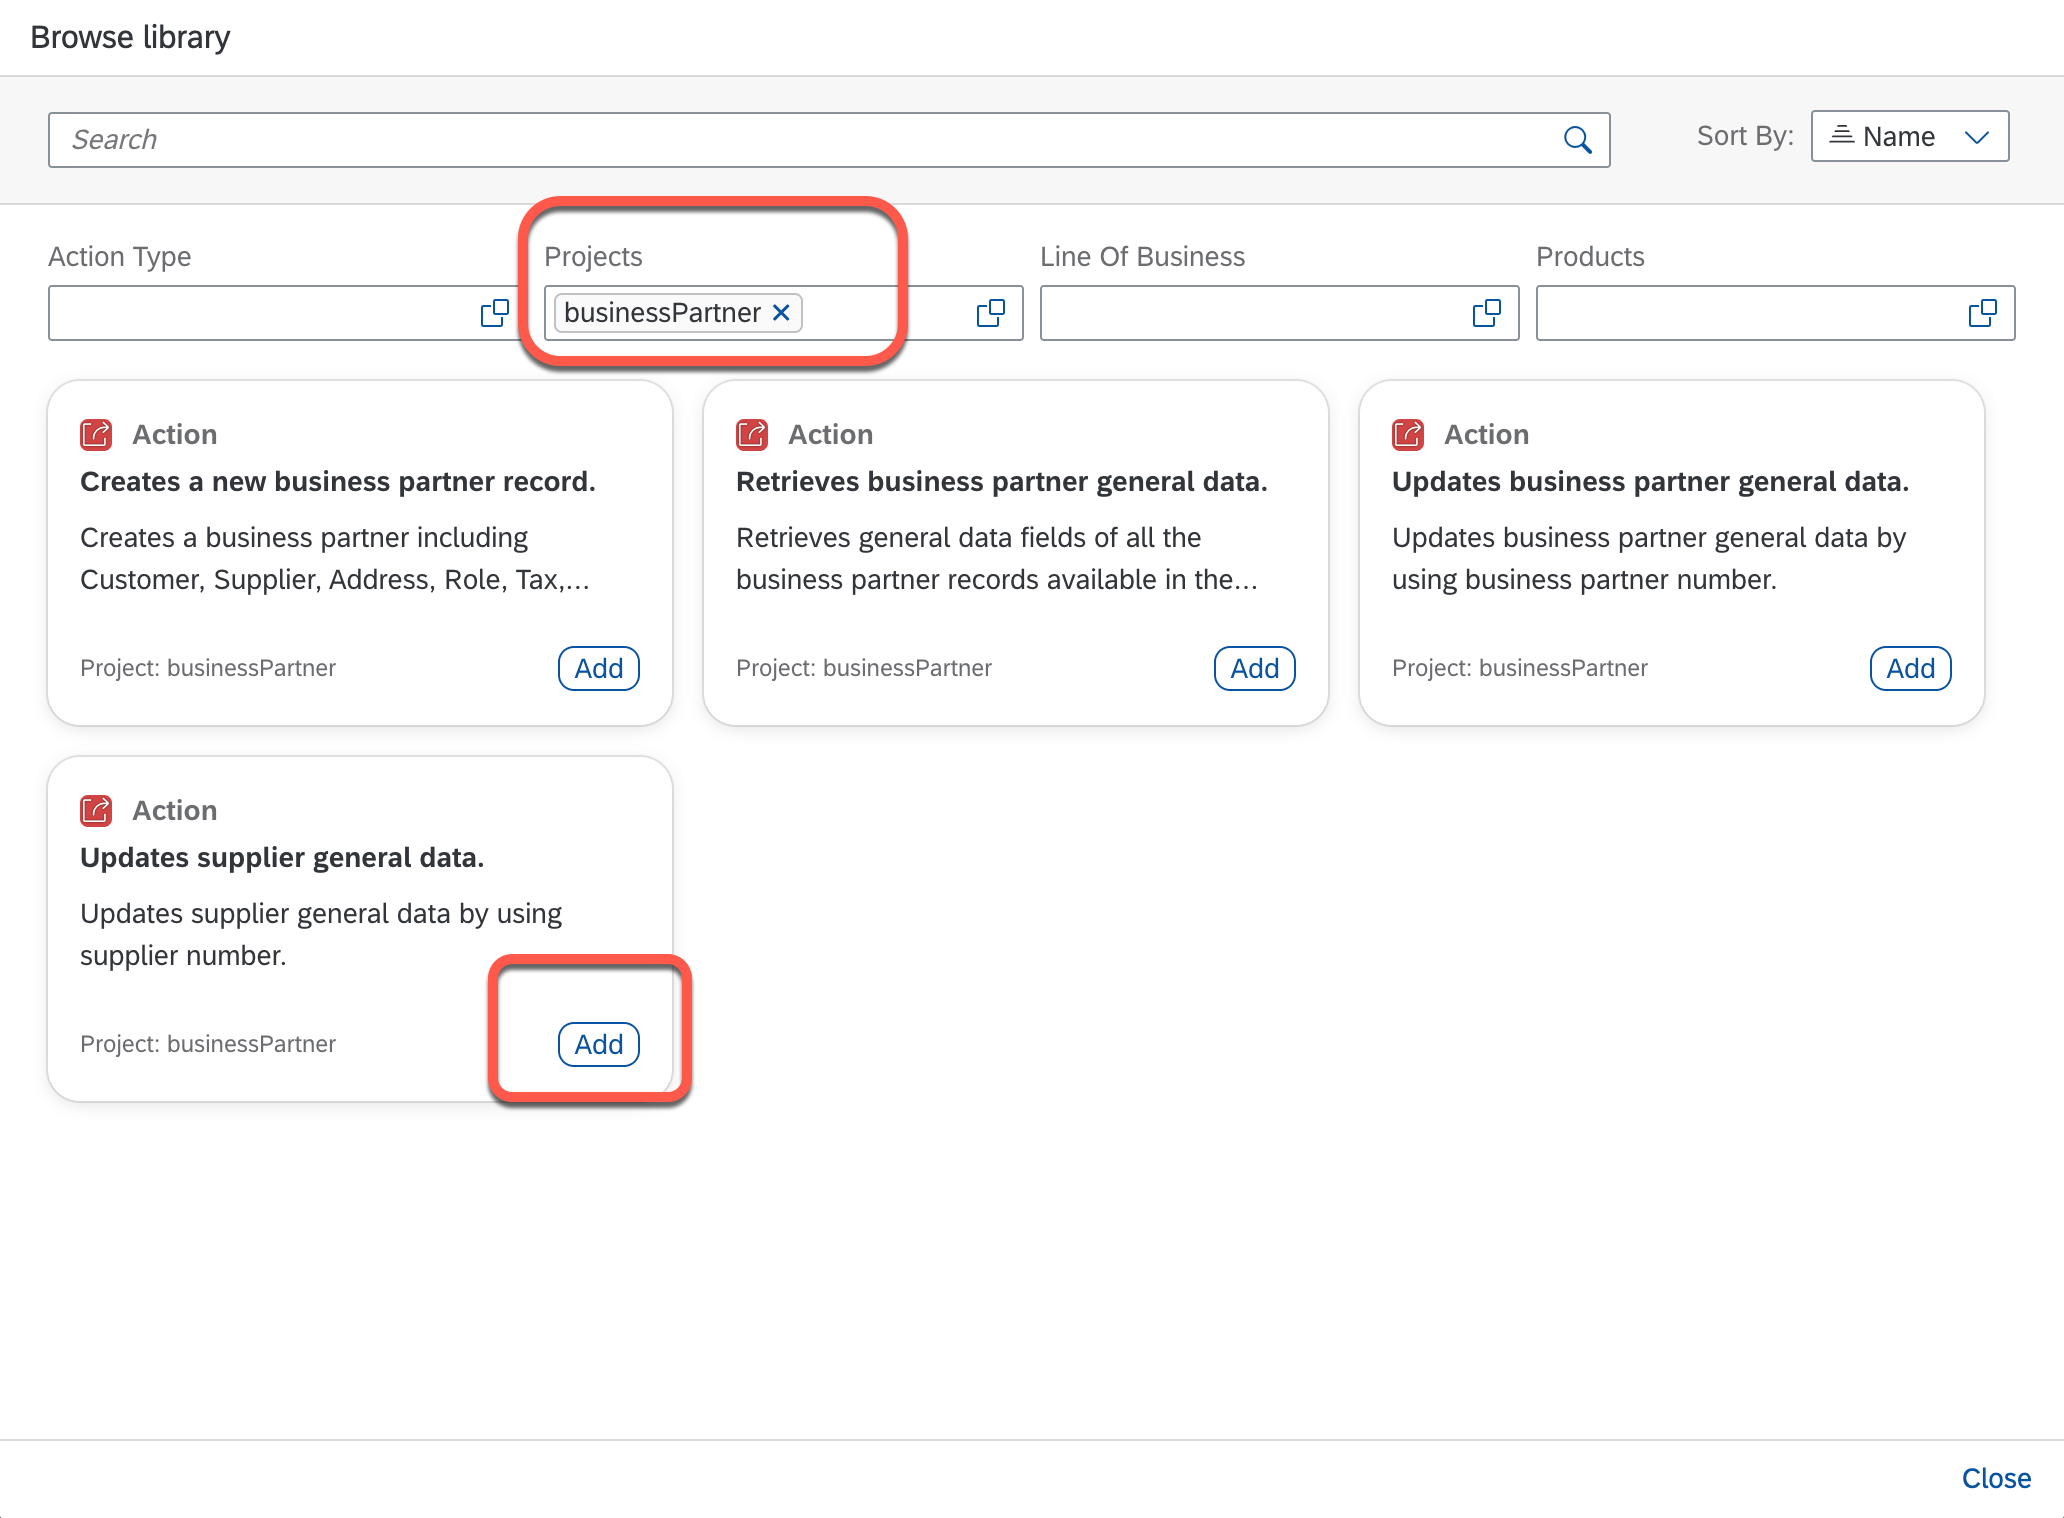 Browse library
Search
Sort By: Name
Action Type
Projects
Line Of Business
Products
businessPartner
Action
Creates a new business partner record.
Creates a business partner including
Customer, Supplier, Address, Role, Tax,...
Project: businessPartner
Add
Action
Retrieves business partner general data.
Retrieves general data fields of all the
business partner records available in the...
Project: businessPartner
Add
Action
Updates business partner general data.
Updates business partner general data by
using business partner number.
Project: businessPartner
Add
Action
Updates supplier general data.
Updates supplier general data by using
supplier number.
Project: businessPartner
Add
Close